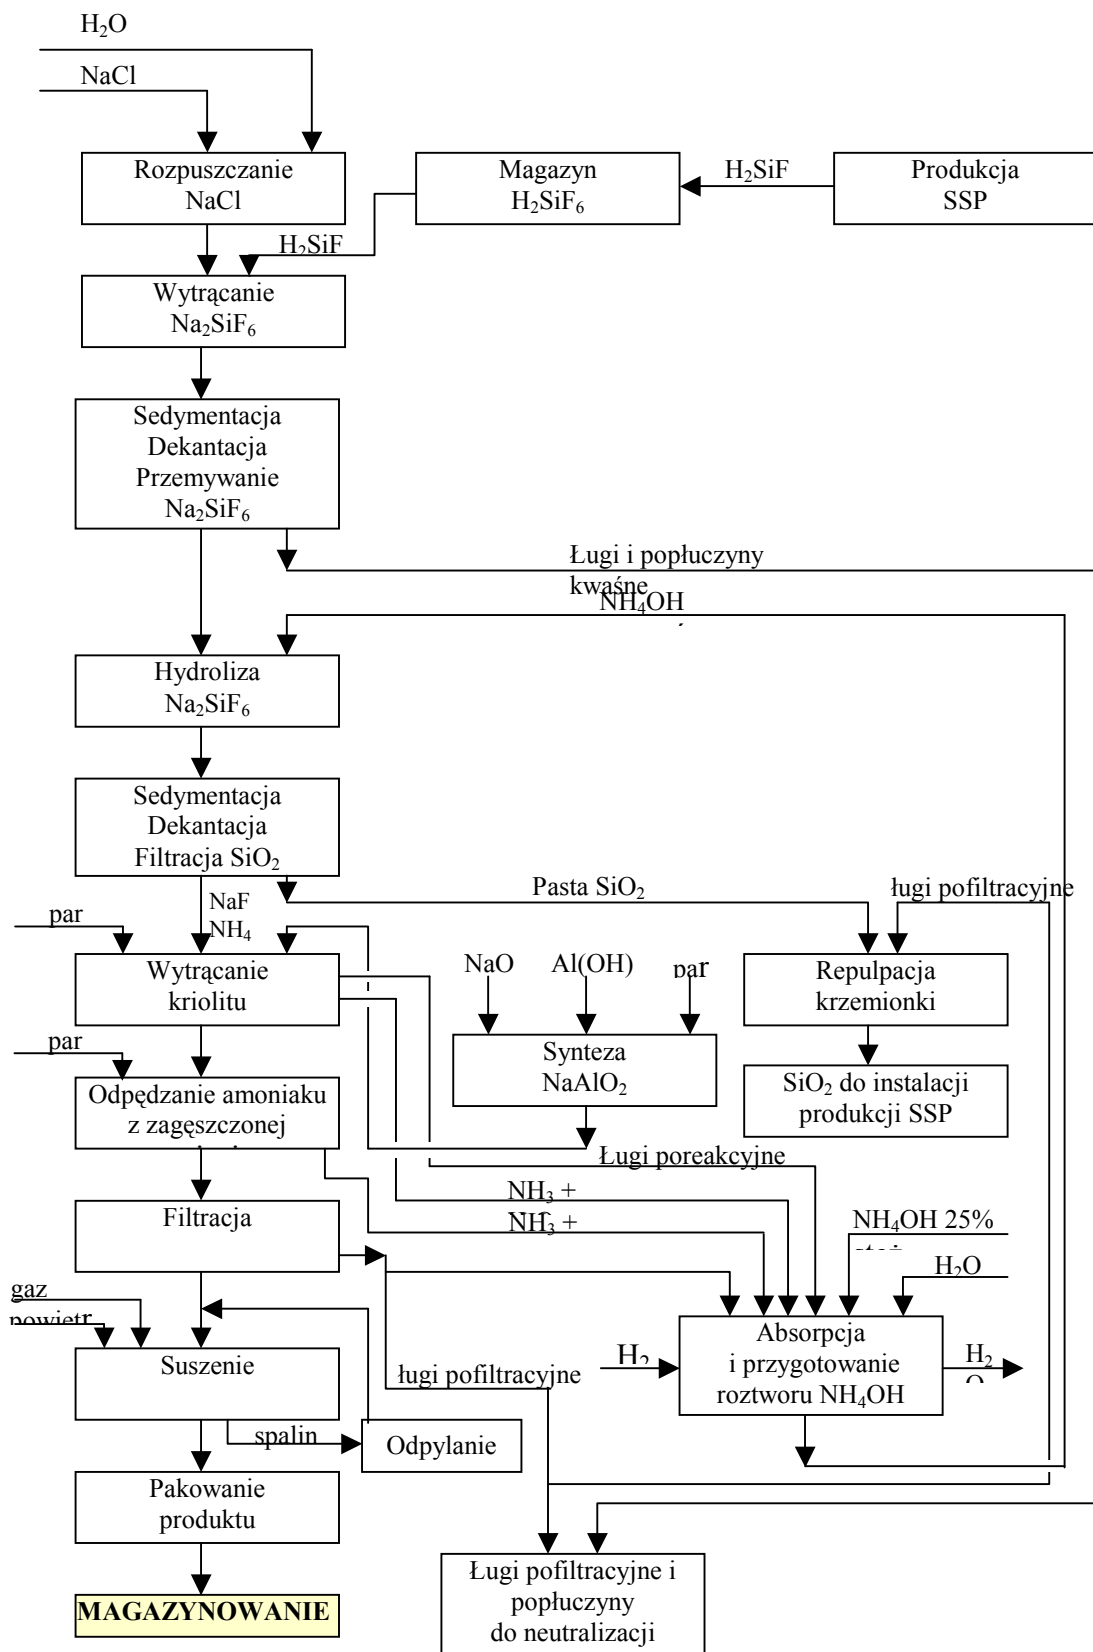 H₂O
NaCl
Rozpuszczanie
NaCl
Magazyn
H₂SiF₆
H₂SiF
Produkcja
SSP
H₂SiF
Wytrącanie
Na₂SiF₆
Sedymentacja
Dekantacja
Przemywanie
Na₂SiF₆
Ługi i popłuczyny
kwaśne
NH₄OH
Hydroliza
Na₂SiF₆
Sedymentacja
Dekantacja
Filtracja SiO₂
NaF
NH₄
Pasta SiO₂
ługi pofiltracyjne
par
Wytrącanie
kriolitu
NaO
Al(OH)
par
Repulpacja
krzemionki
par
Synteza
NaAlO₂
SiO₂ do instalacji
produkcji SSP
Odpędzanie amoniaku
z zagęszczonej
Ługi poreakcyjne
NH₃ +
NH₃ +
Filtracja
NH₄OH 25%
H₂O
gaz
powietr
Suszenie
ługi pofiltracyjne
H₂
Absorpcja
i przygotowanie
roztworu NH₄OH
H₂
O
spalin
Odpylanie
Pakowanie
produktu
MAGAZYNOWANIE
Ługi pofiltracyjne i
popłuczyny
do neutralizacji